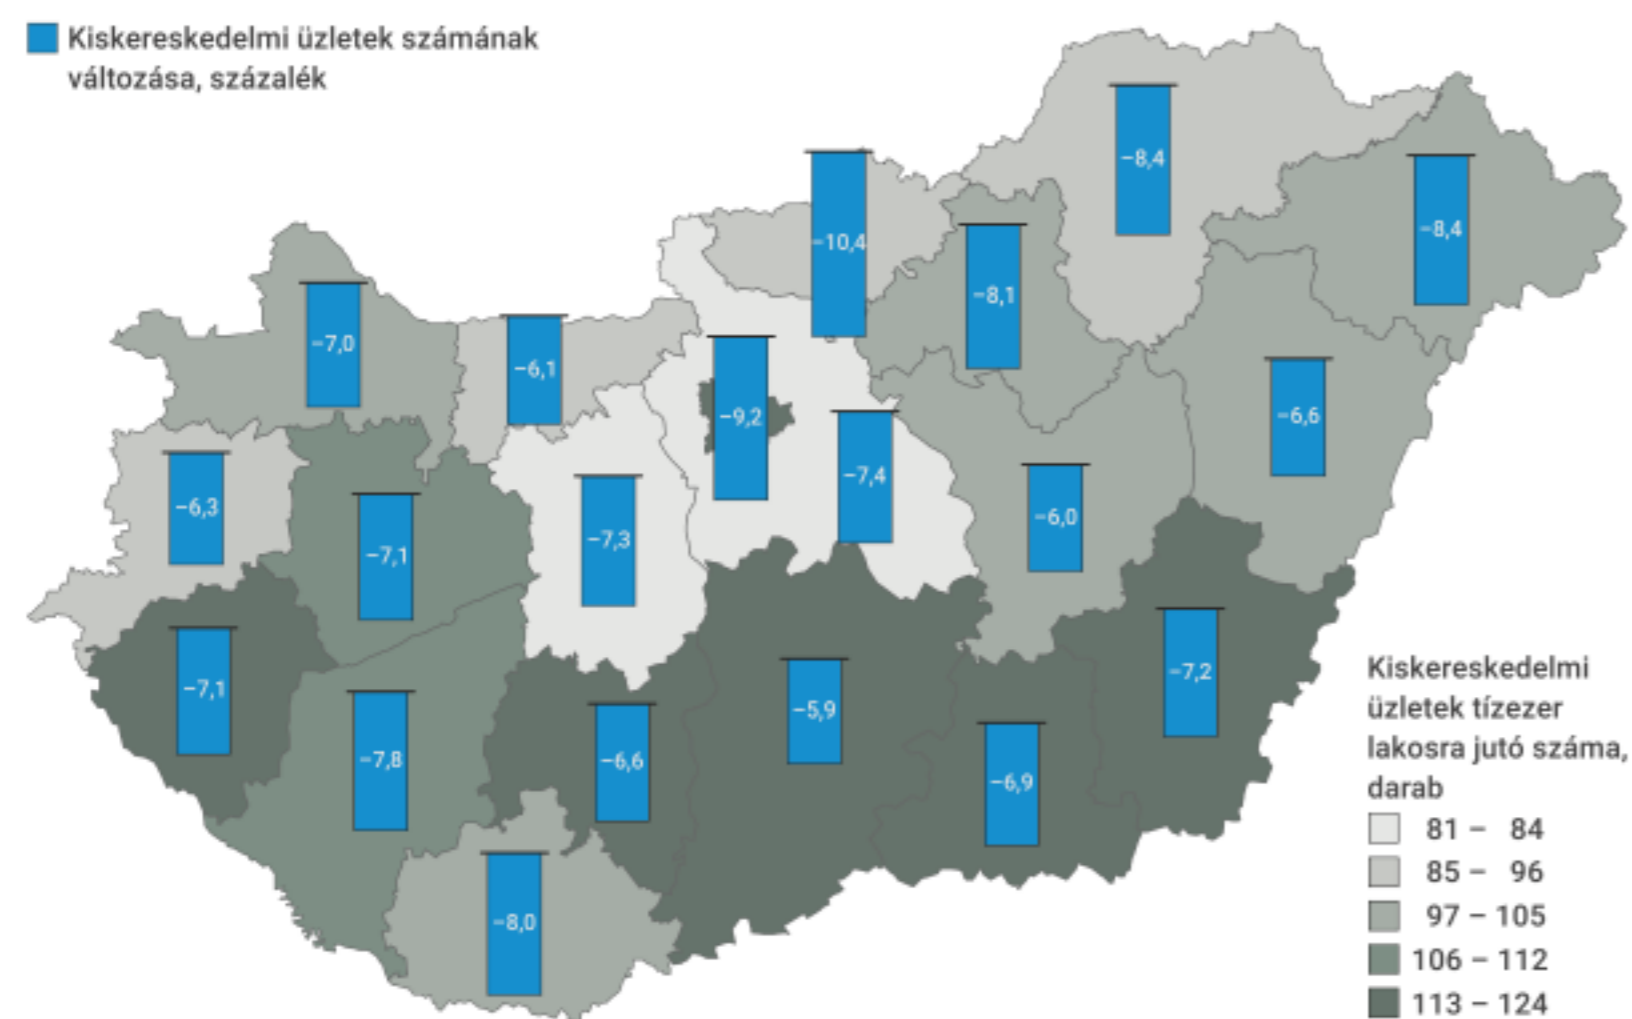 Kiskereskedelmi üzletek számának
változása, százalék
−8,4
−8,4
−10,4
−8,1
−7,0
−6,1
−9,2
−6,6
−7,4
−6,3
−7,3
−6,0
−7,1
−7,1
−7,2
−5,9
−7,8
−6,6
−6,9
−8,0
Kiskereskedelmi
üzletek tízezer
lakosra jutó száma,
darab
81 – 84
85 – 96
97 – 105
106 – 112
113 – 124